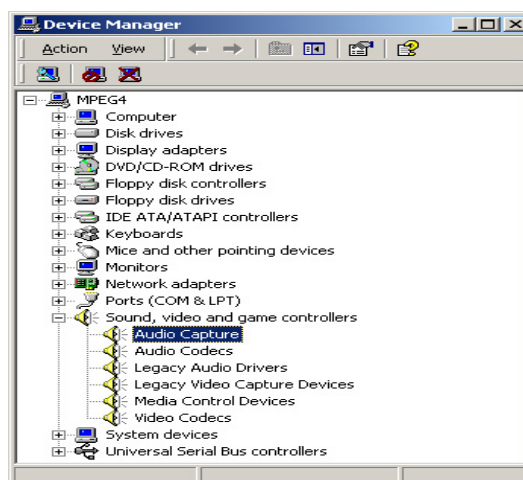 Device Manager
Action View
MPEG4
Computer
Disk drives
Display adapters
DVD/CD-ROM drives
Floppy disk controllers
Floppy disk drives
IDE ATA/ATAPI controllers
Keyboards
Mice and other pointing devices
Monitors
Network adapters
Ports (COM & LPT)
Sound, video and game controllers
Audio Capture
Audio Codecs
Legacy Audio Drivers
Legacy Video Capture Devices
Media Control Devices
Video Codecs
System devices
Universal Serial Bus controllers